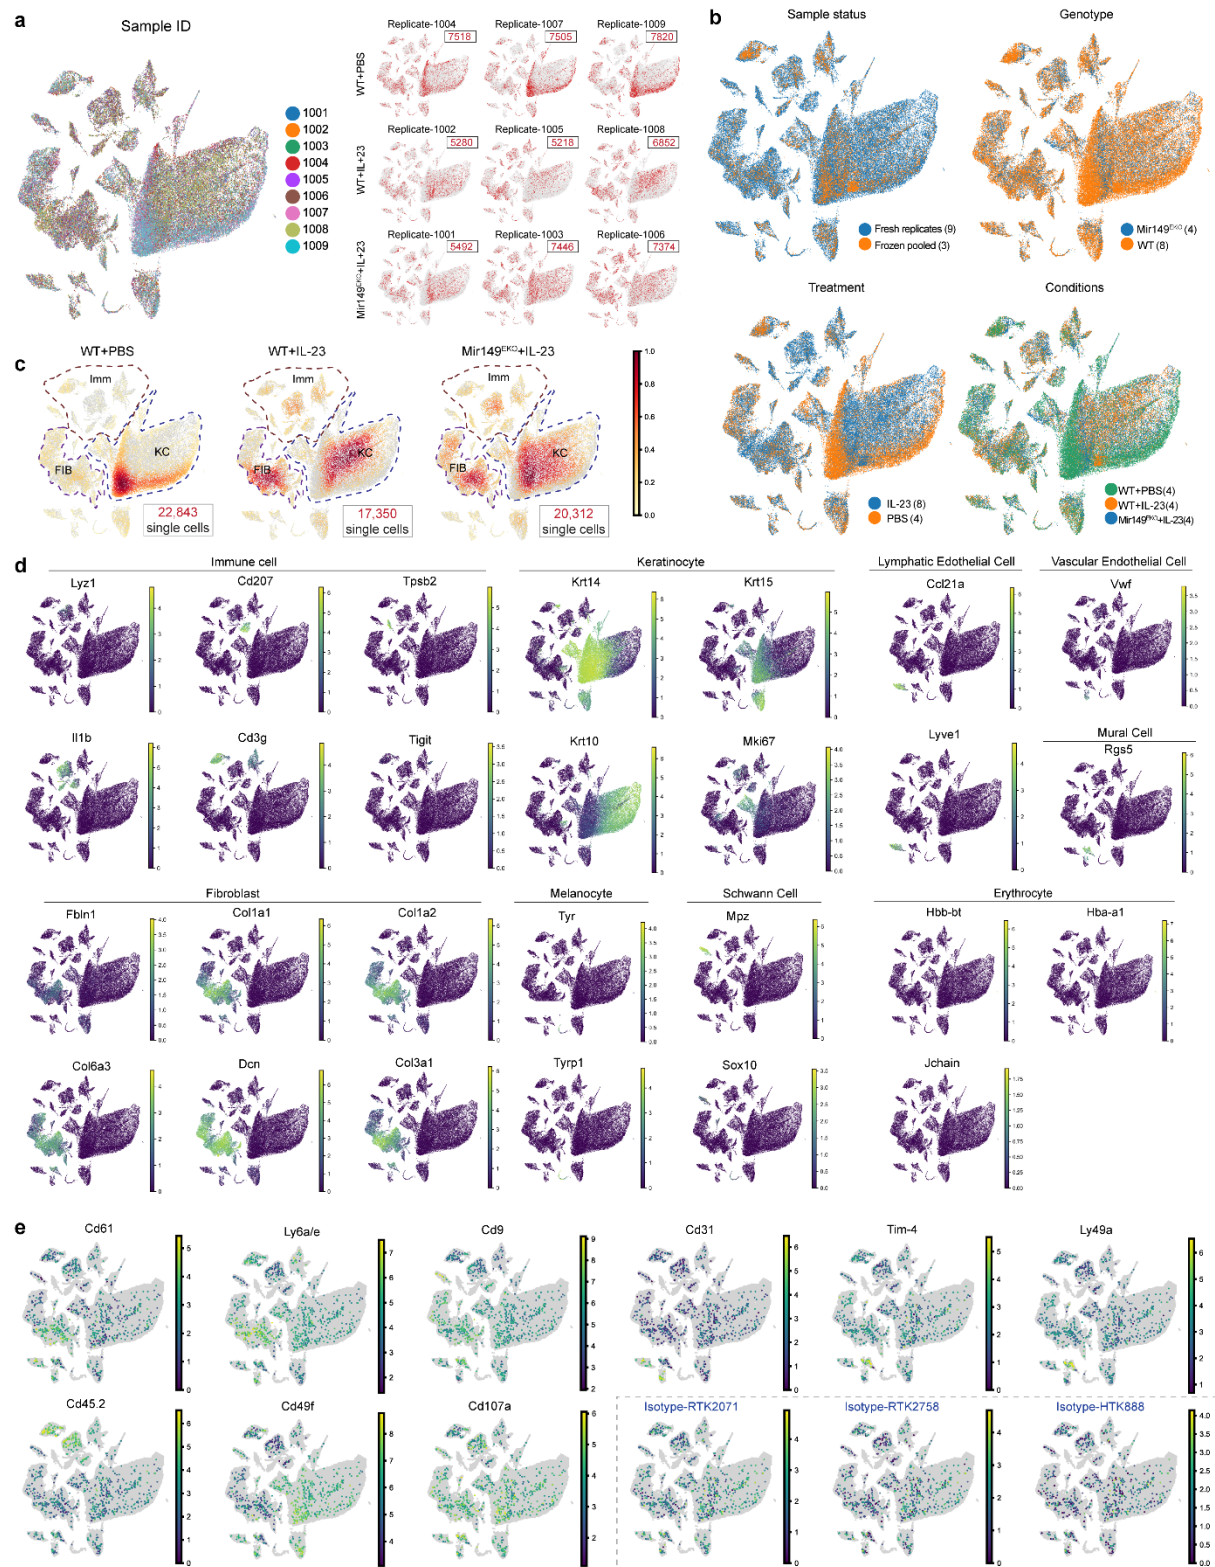 a
Sample ID
1001
1002
1003
1004
1005
1006
1007
1008
1009
Replicate-1004
7518
Replicate-1007
7505
Replicate-1009
7820
WT+PBS
Replicate-1002
5280
Replicate-1005
5218
Replicate-1008
6852
WT+IL+23
Replicate-1001
5492
Replicate-1003
7446
Replicate-1006
7374
Mir149EKO+IL+23
b
Sample status
Fresh replicates (9)
Frozen pooled (3)
Genotype
Mir149EKO (4)
WT (8)
Treatment
IL-23 (8)
PBS (4)
Conditions
WT+PBS(4)
WT+IL-23(4)
Mir149EKO+IL-23(4)
c
WT+PBS
Imm
FIB
KC
22,843
single cells
WT+IL-23
Imm
FIB
KC
17,350
single cells
Mir149EKO+IL-23
Imm
FIB
KC
20,312
single cells
1.0
0.8
0.6
0.4
0.2
0.0
d
Immune cell
Keratinocyte
Lymphatic Edothelial Cell
Vascular Endothelial Cell
Lyz1
Cd207
Tpsb2
Krt14
Krt15
Ccl21a
Vwf
Il1b
Cd3g
Tigit
Krt10
Mki67
Lyve1
Mural Cell
Rgs5
Fibroblast
Melanocyte
Schwann Cell
Erythrocyte
Fbln1
Col1a1
Col1a2
Tyr
Mpz
Hbb-bt
Hba-a1
Col6a3
Dcn
Col3a1
Tyrp1
Sox10
Jchain
e
Cd61
Ly6a/e
Cd9
Cd31
Tim-4
Ly49a
Cd45.2
Cd49f
Cd107a
Isotype-RTK2071
Isotype-RTK2758
Isotype-HTK888